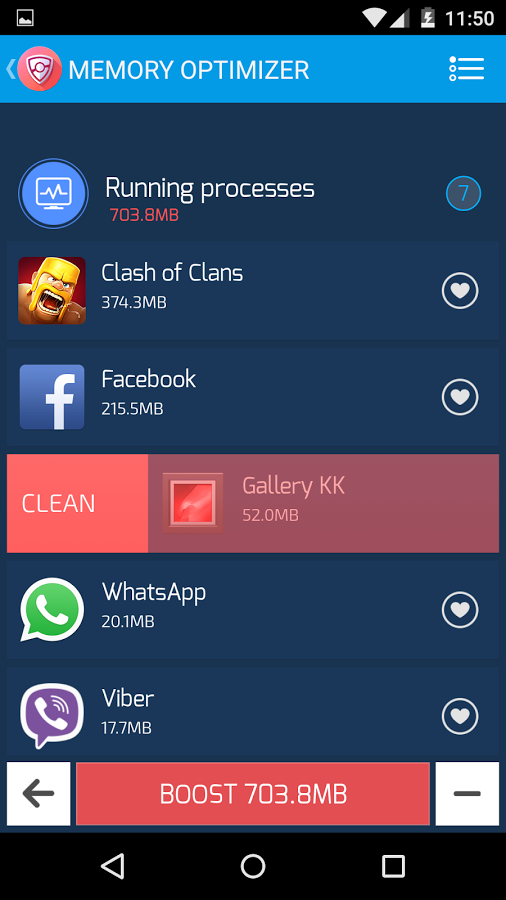 11:50
MEMORY OPTIMIZER
Running processes
7
703.8MB
Clash of Clans
374.3MB
Facebook
215.5MB
CLEAN
Gallery KK
52.0MB
WhatsApp
20.1MB
Viber
17.7MB
BOOST 703.8MB